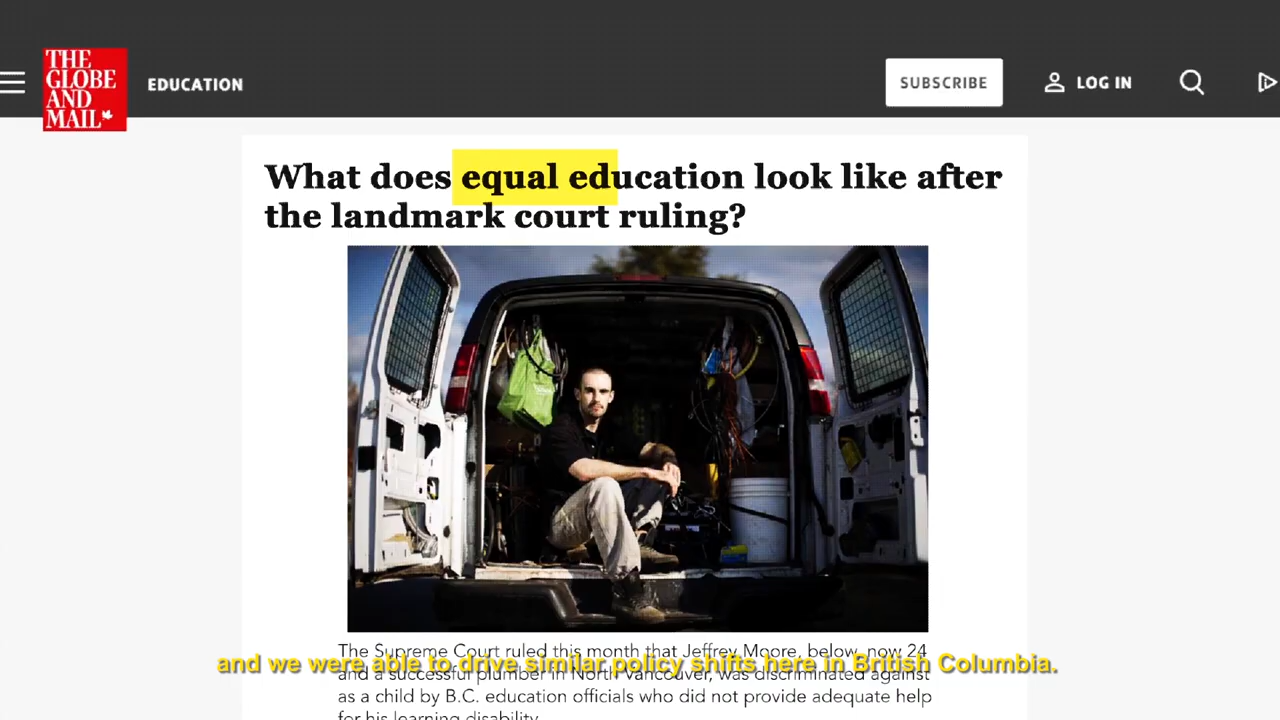 THE
GLOBE
AND
MAIL
EDUCATION
SUBSCRIBE
LOG IN
What does equal education look like after
the landmark court ruling?
The Supreme Court ruled this month that Jeffrey Moore, below, now 24
and we were able to drive similar policy shifts here in British Columbia.
and a successful plumber in North Vancouver, was discriminated against
as a child by B.C. education officials who did not provide adequate help
for his learning disability